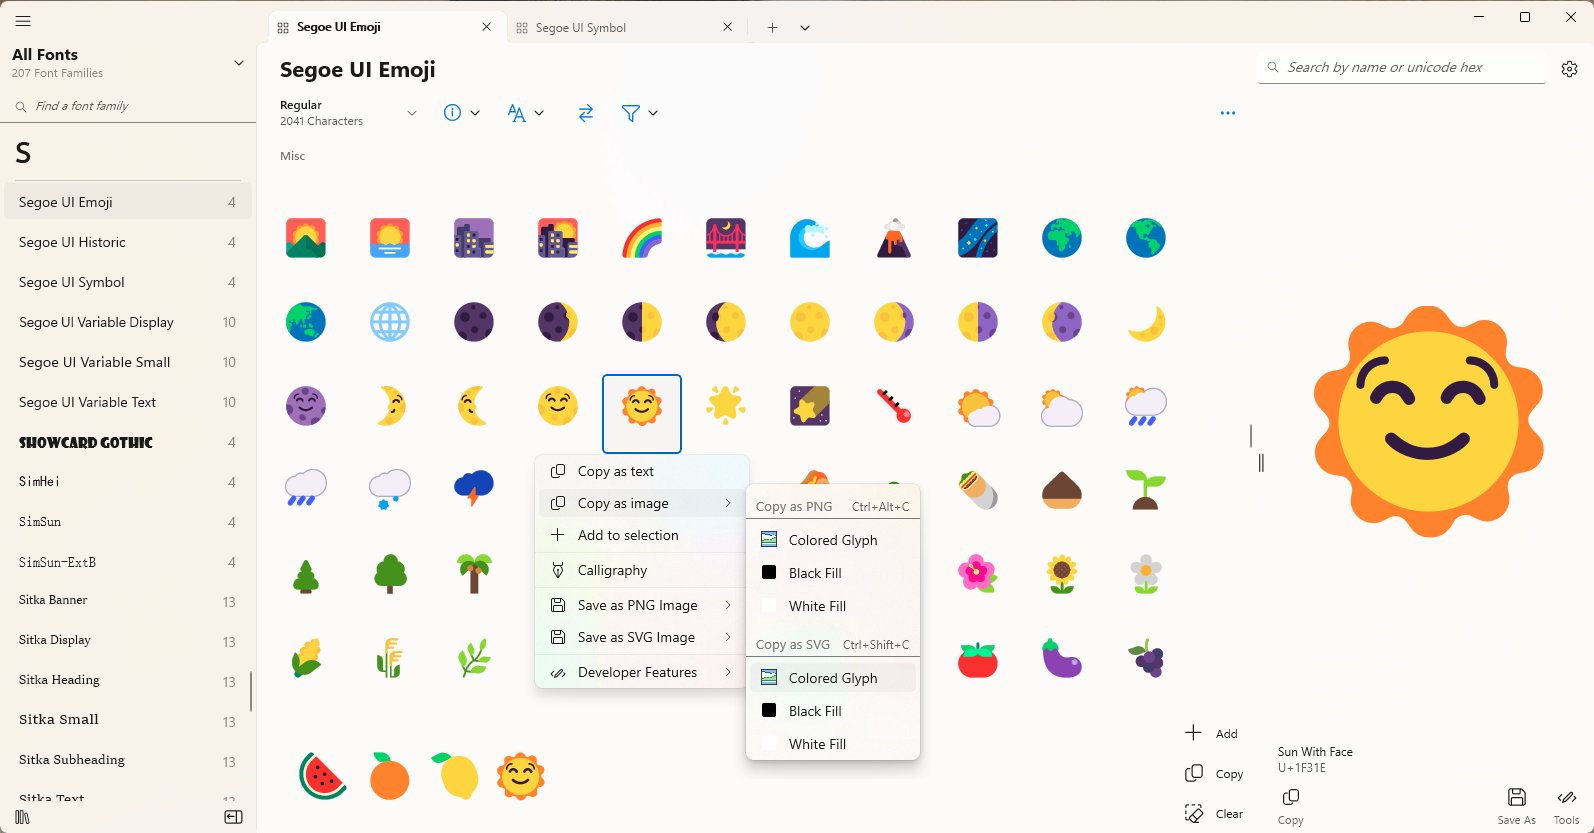 All Fonts
207 Font Families
Find a font family
S
Segoe UI Emoji 4
Segoe UI Historic 4
Segoe UI Symbol 4
Segoe UI Variable Display 10
Segoe UI Variable Small 10
Segoe UI Variable Text 10
SHOWCARD GOTHIC 4
SimHei 4
SimSun 4
SimSun-ExtB 4
Sitka Banner 13
Sitka Display 13
Sitka Heading 13
Sitka Small 13
Sitka Subheading 13
Sitka Text 13
Segoe UI Emoji
Segoe UI Symbol
Segoe UI Emoji
Search by name or unicode hex
Regular
2041 Characters
Misc
Copy as text
Copy as image
Add to selection
Calligraphy
Save as PNG Image
Save as SVG Image
Developer Features
Copy as PNG Ctrl+Alt+C
Colored Glyph
Black Fill
White Fill
Copy as SVG Ctrl+Shift+C
Colored Glyph
Black Fill
White Fill
Add
Copy
Clear
Sun With Face
U+1F31E
Copy
Save As
Tools